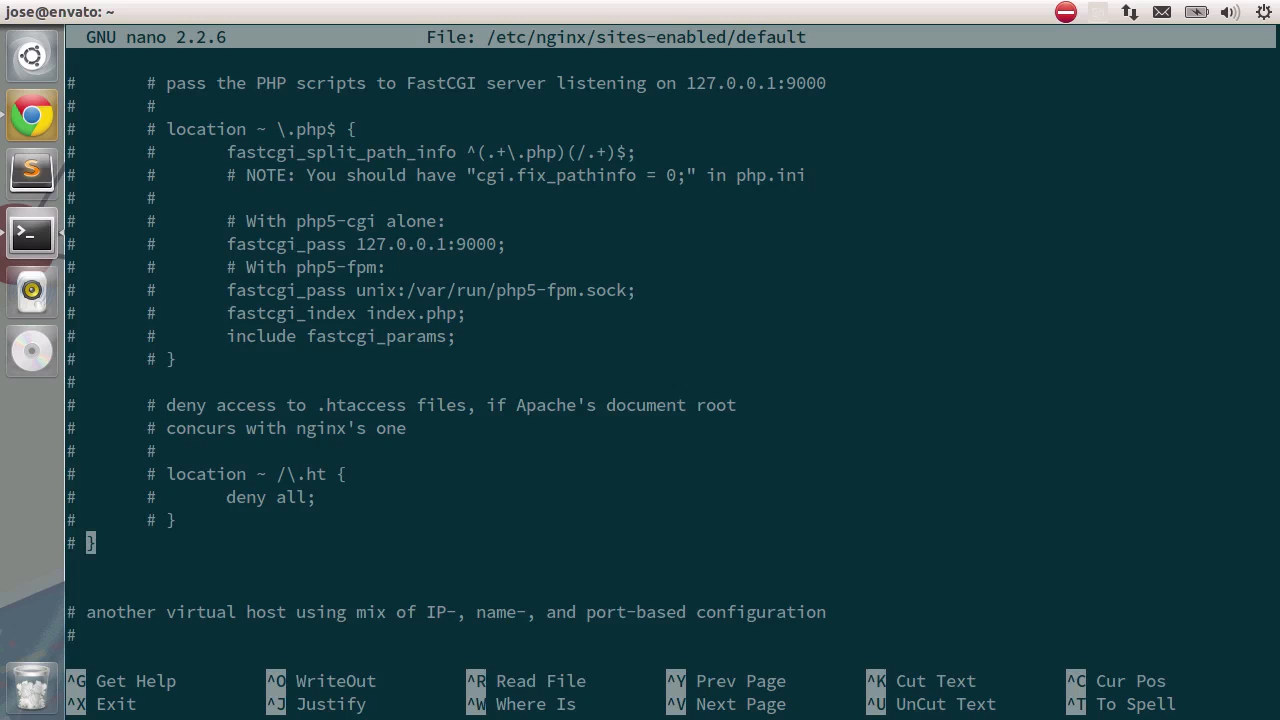 jose@envato: ~
GNU nano 2.2.6 File: /etc/nginx/sites-enabled/default
# # pass the PHP scripts to FastCGI server listening on 127.0.0.1:9000
# #
# # location ~ \.php$ {
# # fastcgi_split_path_info ^(.+\.php)(/.+)$;
# # # NOTE: You should have "cgi.fix_pathinfo = 0;" in php.ini
# #
# # # With php5-cgi alone:
# # fastcgi_pass 127.0.0.1:9000;
# # # With php5-fpm:
# # fastcgi_pass unix:/var/run/php5-fpm.sock;
# # fastcgi_index index.php;
# # include fastcgi_params;
# # }
#
# # deny access to .htaccess files, if Apache's document root
# # concurs with nginx's one
# #
# # location ~ /\.ht {
# # deny all;
# # }
# }
# another virtual host using mix of IP-, name-, and port-based configuration
#
^G Get Help ^O WriteOut ^R Read File ^Y Prev Page ^K Cut Text ^C Cur Pos
^X Exit ^J Justify ^W Where Is ^V Next Page ^U UnCut Text ^T To Spell